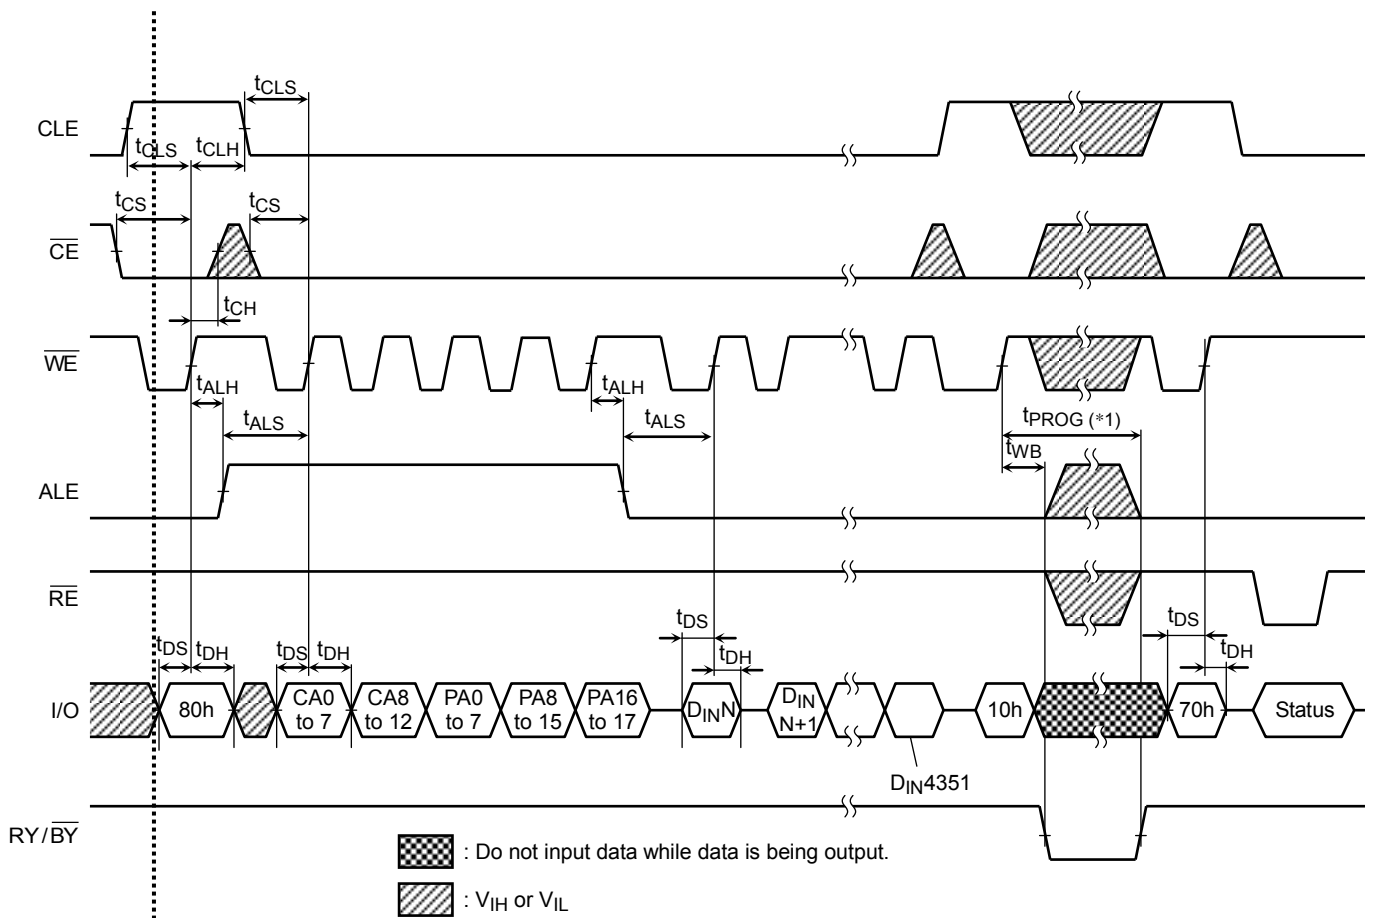 tCLS
CLE
tCLS tCLH
tCS tCS
CE
tCH
WE
tALH tALH
tALS tALS tPROG (*1)
tWB
ALE
RE
tDS tDH tDS tDH tDS tDH tDS tDH
I/O
80h
CA0 to 7
CA8 to 12
PA0 to 7
PA8 to 15
PA16 to 17
DINN
DIN N+1
10h
70h
Status
DIN4351
RY/BY
: Do not input data while data is being output.
: VIH or VIL